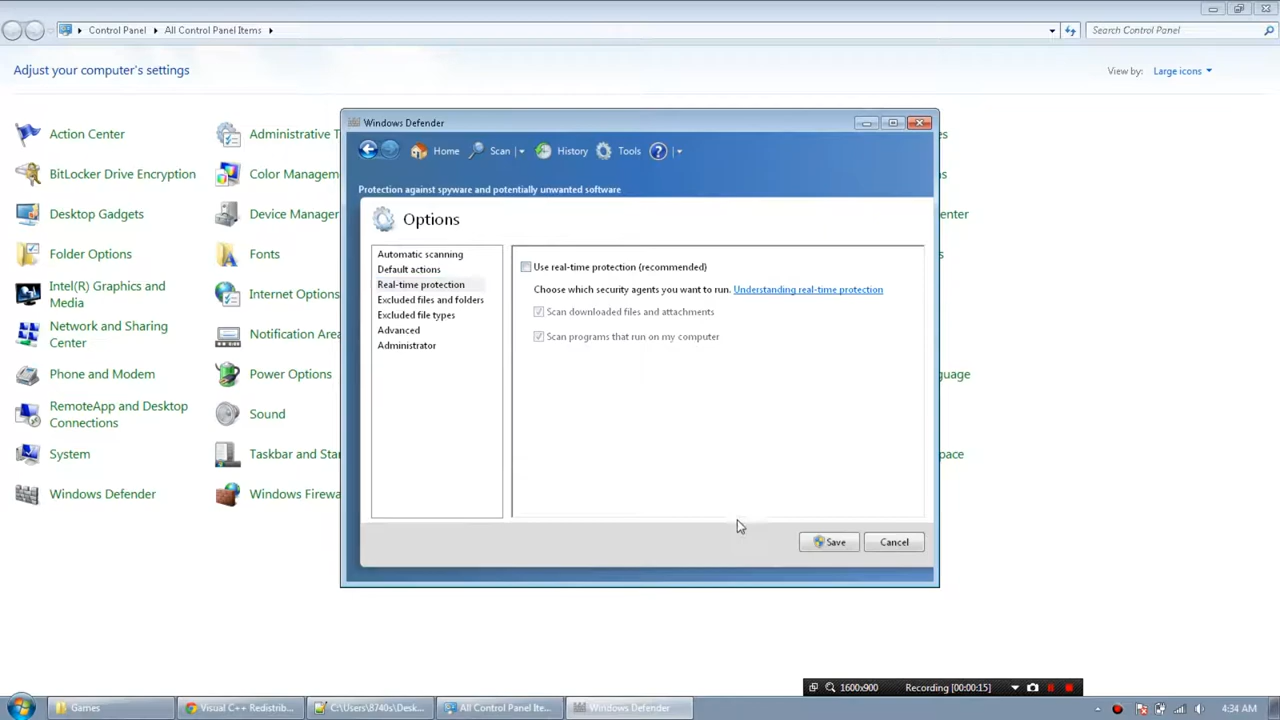 Control Panel
All Control Panel Items
Search Control Panel
Adjust your computer's settings
View by:
Large icons
Action Center
Administrative T
BitLocker Drive Encryption
Color Managem
Desktop Gadgets
Device Manager
Folder Options
Fonts
Intel(R) Graphics and
Media
Internet Options
Network and Sharing
Center
Notification Area
Phone and Modem
Power Options
RemoteApp and Desktop
Connections
Sound
System
Taskbar and Star
Windows Defender
Windows Firewa
enter
nguage
pace
Windows Defender
Home
Scan
History
Tools
Protection against spyware and potentially unwanted software
Options
Automatic scanning
Default actions
Real-time protection
Excluded files and folders
Excluded file types
Advanced
Administrator
Use real-time protection (recommended)
Choose which security agents you want to run. Understanding real-time protection
Scan downloaded files and attachments
Scan programs that run on my computer
Save
Cancel
1600x900
Recording [00:00:15]
Games
Visual C++ Redistrib...
C:\Users\8740s\Desk...
All Control Panel Ite...
Windows Defender
4:34 AM